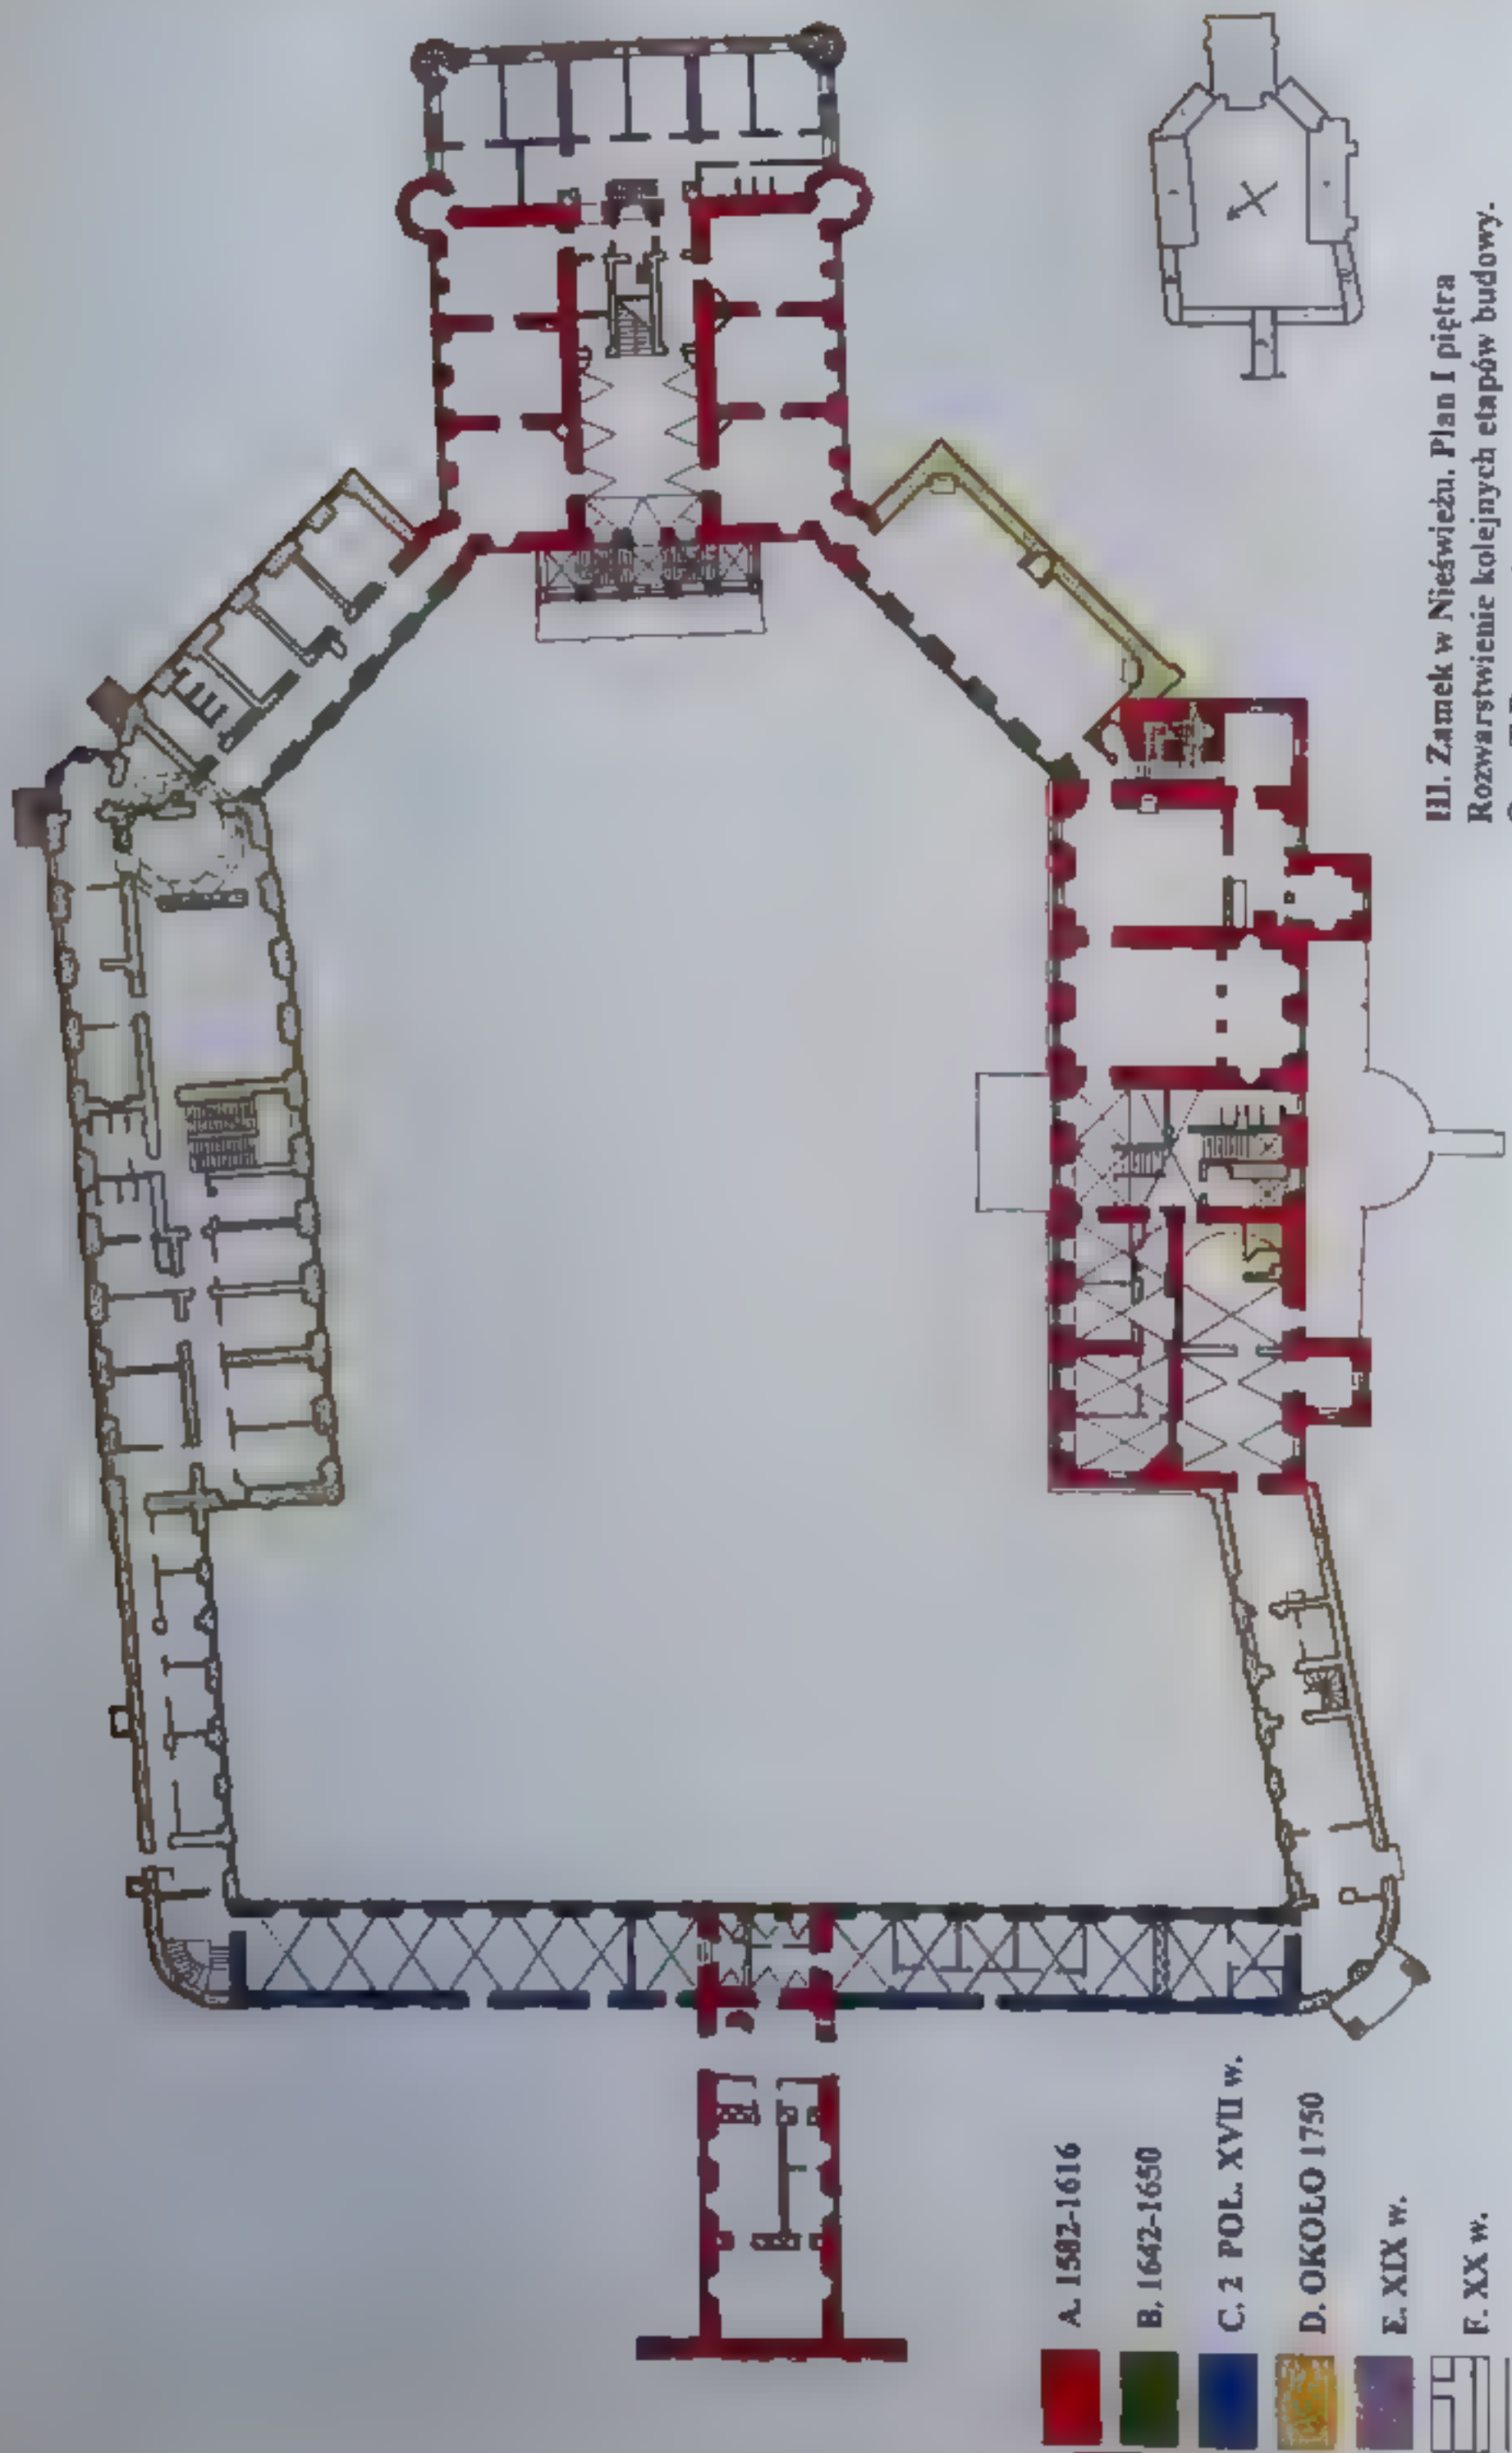 III. Zamek w Nieświeżu. Plan I piętra
Rozwarstwienie kolejnych etapów budowy.
A. 1582-1616
B. 1642-1650
C. 2 POŁ. XVII w.
D. OKOŁO 1750
E. XIX w.
F. XX w.